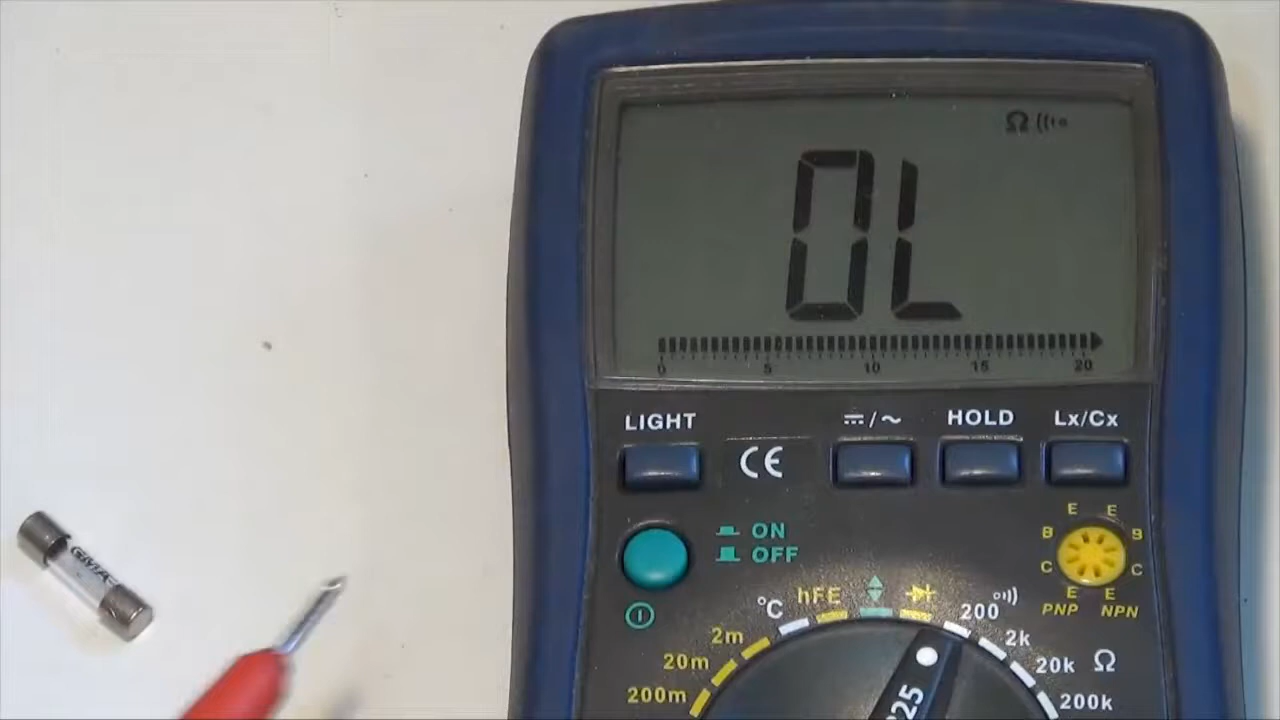 Ω
OL
0 5 10 15 20
LIGHT
CE
⎓/~
HOLD
Lx/Cx
ON
OFF
E E
B B
C C
E E
PNP NPN
GMA
°C
hFE
200
2m
2k
20m
20k
Ω
200m
200k